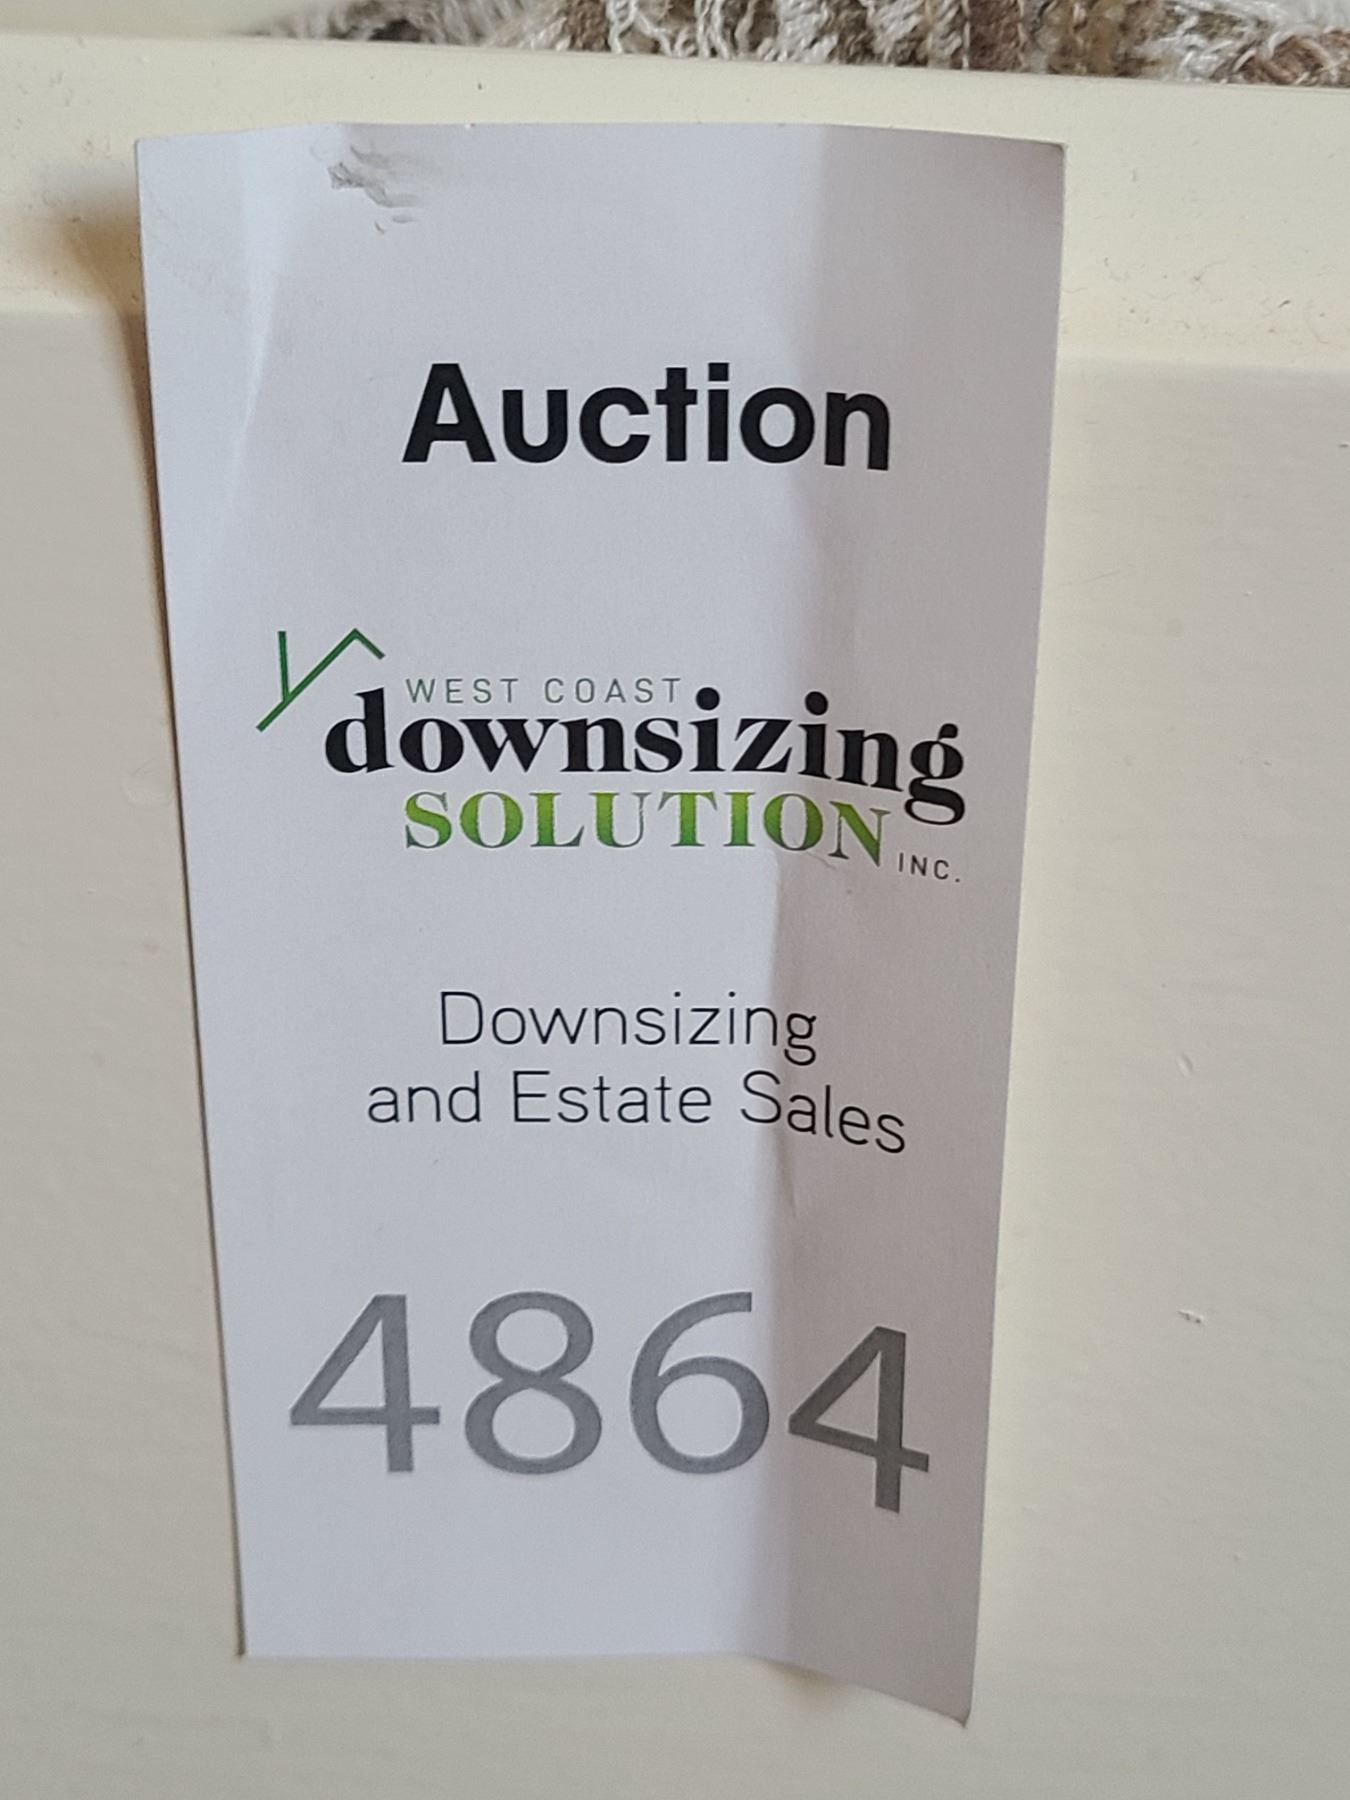 Auction
WEST COAST
downsizing
SOLUTION INC.
Downsizing
and Estate Sales
4864